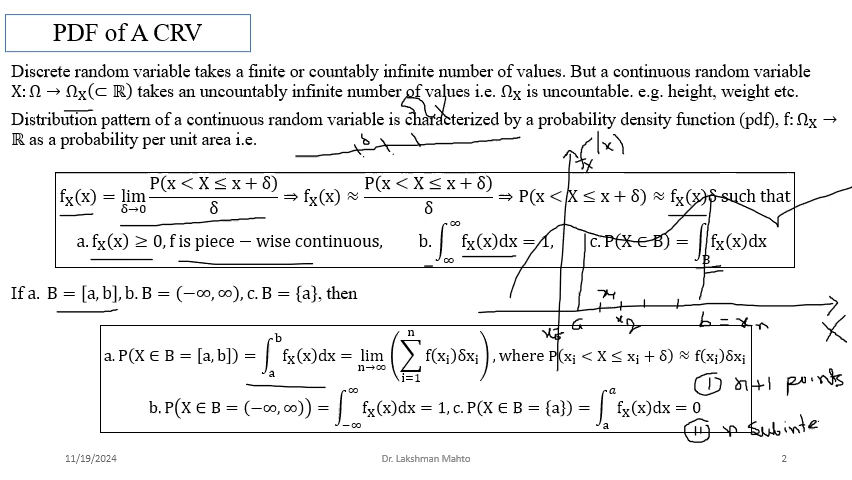 PDF of A CRV
Discrete random variable takes a finite or countably infinite number of values. But a continuous random variable
X: Ω → Ω_X(⊂ ℝ) takes an uncountably infinite number of values i.e. Ω_X is uncountable. e.g. height, weight etc.
Distribution pattern of a continuous random variable is characterized by a probability density function (pdf), f: Ω_X →
ℝ as a probability per unit area i.e.
f_X(x) = lim_{δ→0} P(x < X ≤ x + δ)/δ ⇒ f_X(x) ≈ P(x < X ≤ x + δ)/δ ⇒ P(x < X ≤ x + δ) ≈ f_X(x)δ such that
a. f_X(x) ≥ 0, f is piece − wise continuous, b. ∫_∞^∞ f_X(x)dx = 1, c. P(X ∈ B) = ∫_B f_X(x)dx
If a. B = [a, b], b. B = (−∞, ∞), c. B = {a}, then
a. P(X ∈ B = [a, b]) = ∫_a^b f_X(x)dx = lim_{n→∞} (∑_{i=1}^n f(x_i)δx_i), where P(x_i < X ≤ x_i + δ) ≈ f(x_i)δx_i
b. P(X ∈ B = (−∞, ∞)) = ∫_{−∞}^∞ f_X(x)dx = 1, c. P(X ∈ B = {a}) = ∫_a^a f_X(x)dx = 0
Ω_X
δ
f_X(x)
x_1
a
x_2
b = x_n
X
(I) n+1 points
(II) n subinte
11/19/2024
Dr. Lakshman Mahto
2